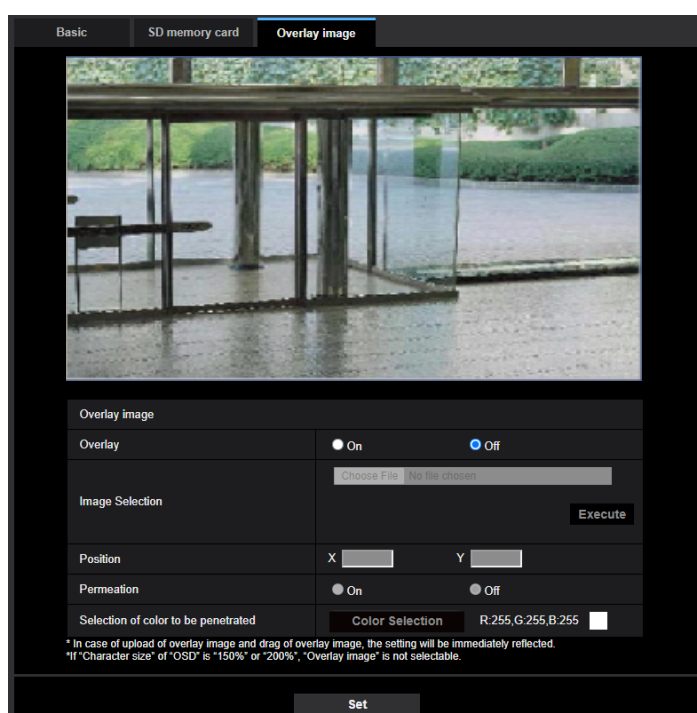 Basic SD memory card Overlay image
Overlay image
Overlay On Off
Choose File No file chosen
Image Selection
Execute
Position X Y
Permeation On Off
Selection of color to be penetrated Color Selection R:255,G:255,B:255
* In case of upload of overlay image and drag of overlay image, the setting will be immediately reflected.
*If "Character size" of "OSD" is "150%" or "200%", "Overlay image" is not selectable.
Set